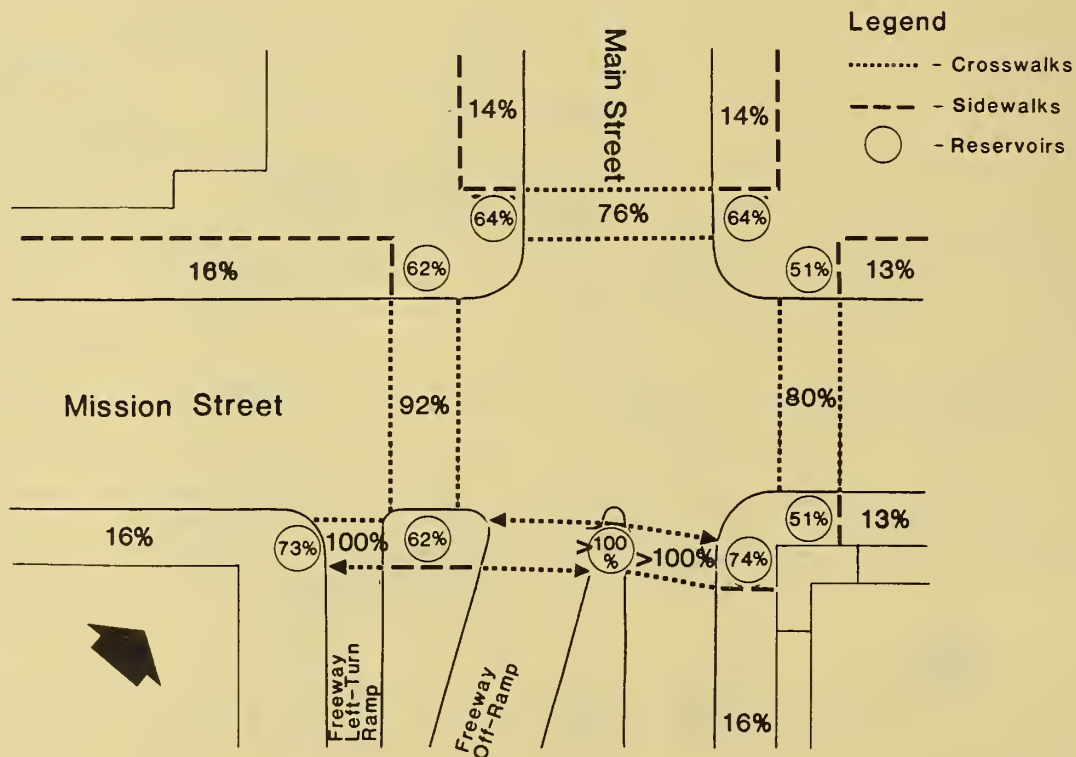 Legend
- Crosswalks
- Sidewalks
- Reservoirs
Main Street
14%
14%
64%
76%
64%
16%
62%
51%
13%
Mission Street
92%
80%
16%
73%
100%
62%
>100
%
>100%
74%
51%
13%
Freeway
Left-Turn
Ramp
Freeway
Off-Ramp
16%